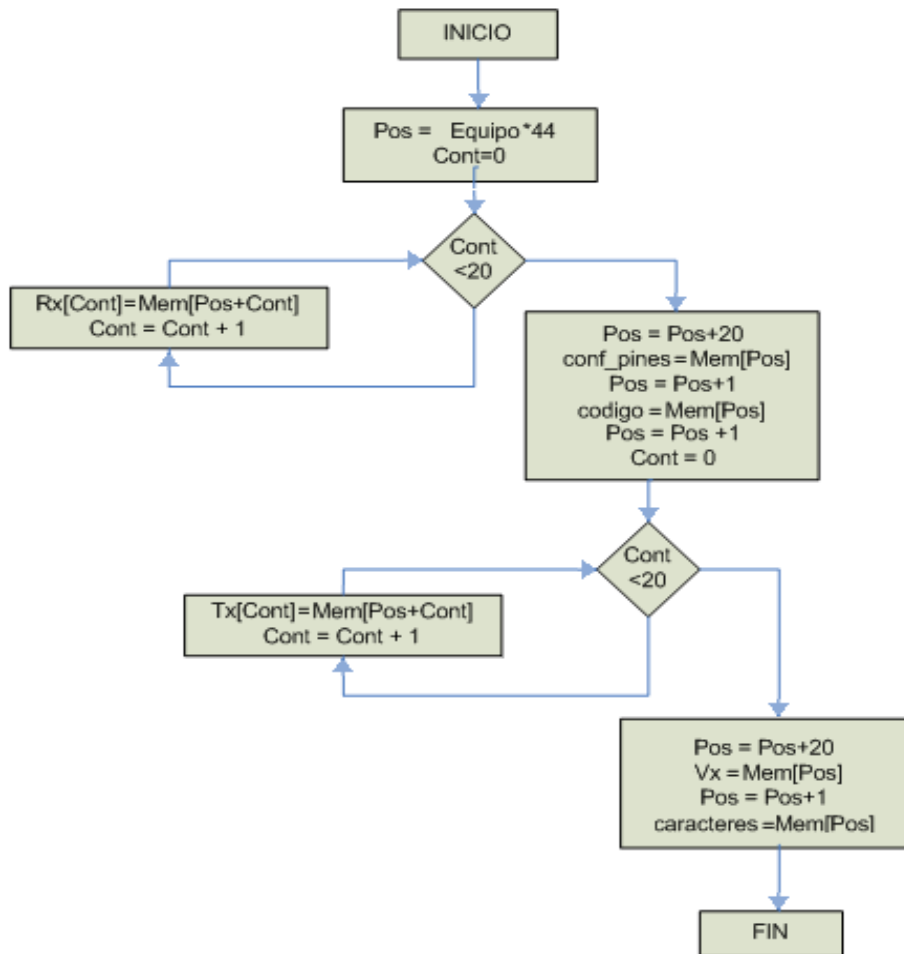 INICIO
Pos = Equipo*44
Cont=0
Cont
<20
Rx[Cont]=Mem[Pos+Cont]
Cont = Cont + 1
Pos = Pos+20
conf_pines=Mem[Pos]
Pos = Pos+1
codigo=Mem[Pos]
Pos = Pos +1
Cont = 0
Cont
<20
Tx[Cont]=Mem[Pos+Cont]
Cont = Cont + 1
Pos = Pos+20
Vx=Mem[Pos]
Pos = Pos+1
caracteres=Mem[Pos]
FIN